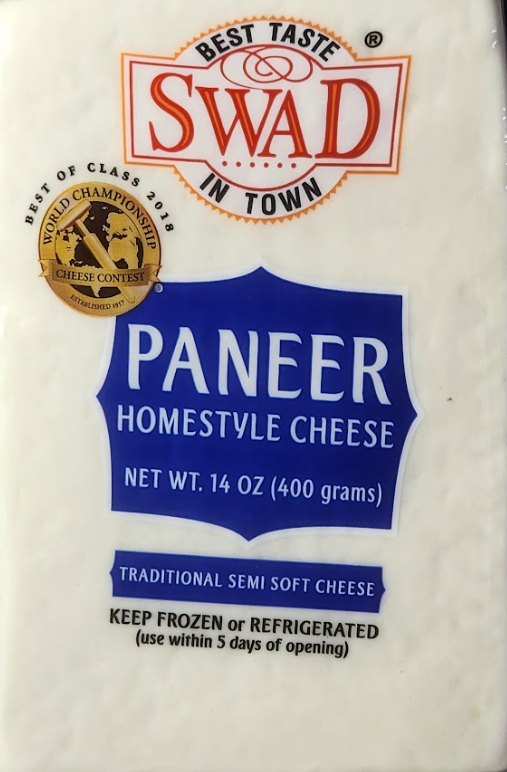 BEST TASTE
®
SWAD
IN TOWN
BEST OF CLASS 2018
WORLD CHAMPIONSHIP
CHEESE CONTEST
ESTABLISHED 1957
®
PANEER
HOMESTYLE CHEESE
NET WT. 14 OZ (400 grams)
TRADITIONAL SEMI SOFT CHEESE
KEEP FROZEN or REFRIGERATED
(use within 5 days of opening)